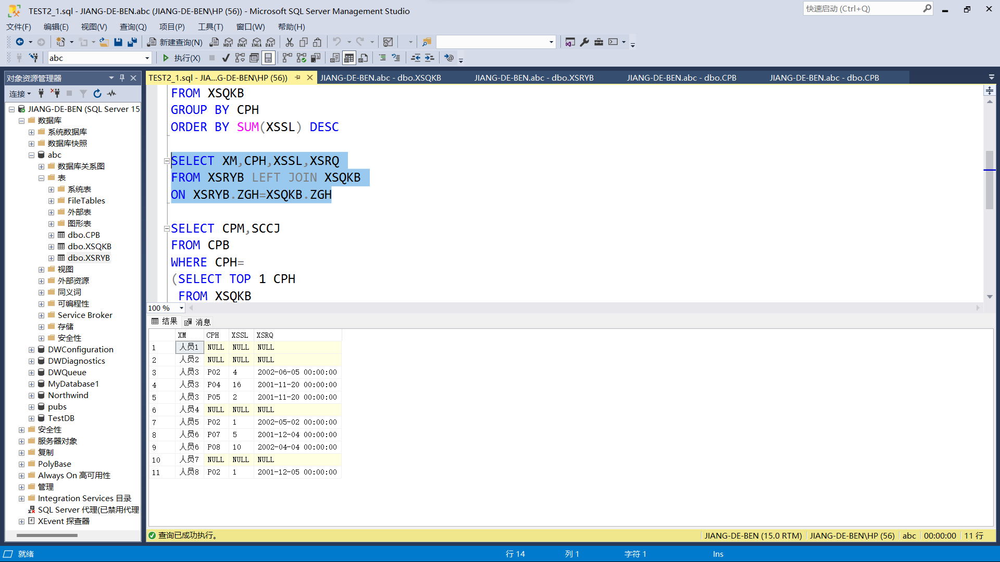 TEST2_1.sql - JIANG-DE-BEN.abc (JIANG-DE-BEN\HP (56)) - Microsoft SQL Server Management Studio
快速启动 (Ctrl+Q)
文件(F) 编辑(E) 视图(V) 查询(Q) 项目(P) 工具(T) 窗口(W) 帮助(H)
新建查询(N) MDX DMX XMLA DAX
abc 执行(X)
对象资源管理器
连接
JIANG-DE-BEN (SQL Server 15
数据库
系统数据库
数据库快照
abc
数据库关系图
表
系统表
FileTables
外部表
图形表
dbo.CPB
dbo.XSQKB
dbo.XSRYB
视图
外部资源
同义词
可编程性
Service Broker
存储
安全性
DWConfiguration
DWDiagnostics
DWQueue
MyDatabase1
Northwind
pubs
TestDB
安全性
服务器对象
复制
PolyBase
Always On 高可用性
管理
Integration Services 目录
SQL Server 代理(已禁用代理
XEvent 探查器
TEST2_1.sql - JIA...G-DE-BEN\HP (56)) JIANG-DE-BEN.abc - dbo.XSQKB JIANG-DE-BEN.abc - dbo.XSRYB JIANG-DE-BEN.abc - dbo.CPB JIANG-DE-BEN.abc - dbo.CPB
FROM XSQKB
GROUP BY CPH
ORDER BY SUM(XSSL) DESC
SELECT XM,CPH,XSSL,XSRQ
FROM XSRYB LEFT JOIN XSQKB
ON XSRYB.ZGH=XSQKB.ZGH
SELECT CPM,SCCJ
FROM CPB
WHERE CPH=
(SELECT TOP 1 CPH
FROM XSQKB
100 %
结果 消息
XM CPH XSSL XSRQ
1 人员1 NULL NULL NULL
2 人员2 NULL NULL NULL
3 人员3 P02 4 2002-06-05 00:00:00
4 人员3 P04 16 2001-11-20 00:00:00
5 人员3 P05 2 2001-11-20 00:00:00
6 人员4 NULL NULL NULL
7 人员5 P02 1 2002-05-02 00:00:00
8 人员6 P07 5 2001-12-04 00:00:00
9 人员6 P08 10 2002-04-04 00:00:00
10 人员7 NULL NULL NULL
11 人员8 P02 1 2001-12-05 00:00:00
查询已成功执行。 JIANG-DE-BEN (15.0 RTM) JIANG-DE-BEN\HP (56) abc 00:00:00 11 行
就绪 行 14 列 1 字符 1 Ins